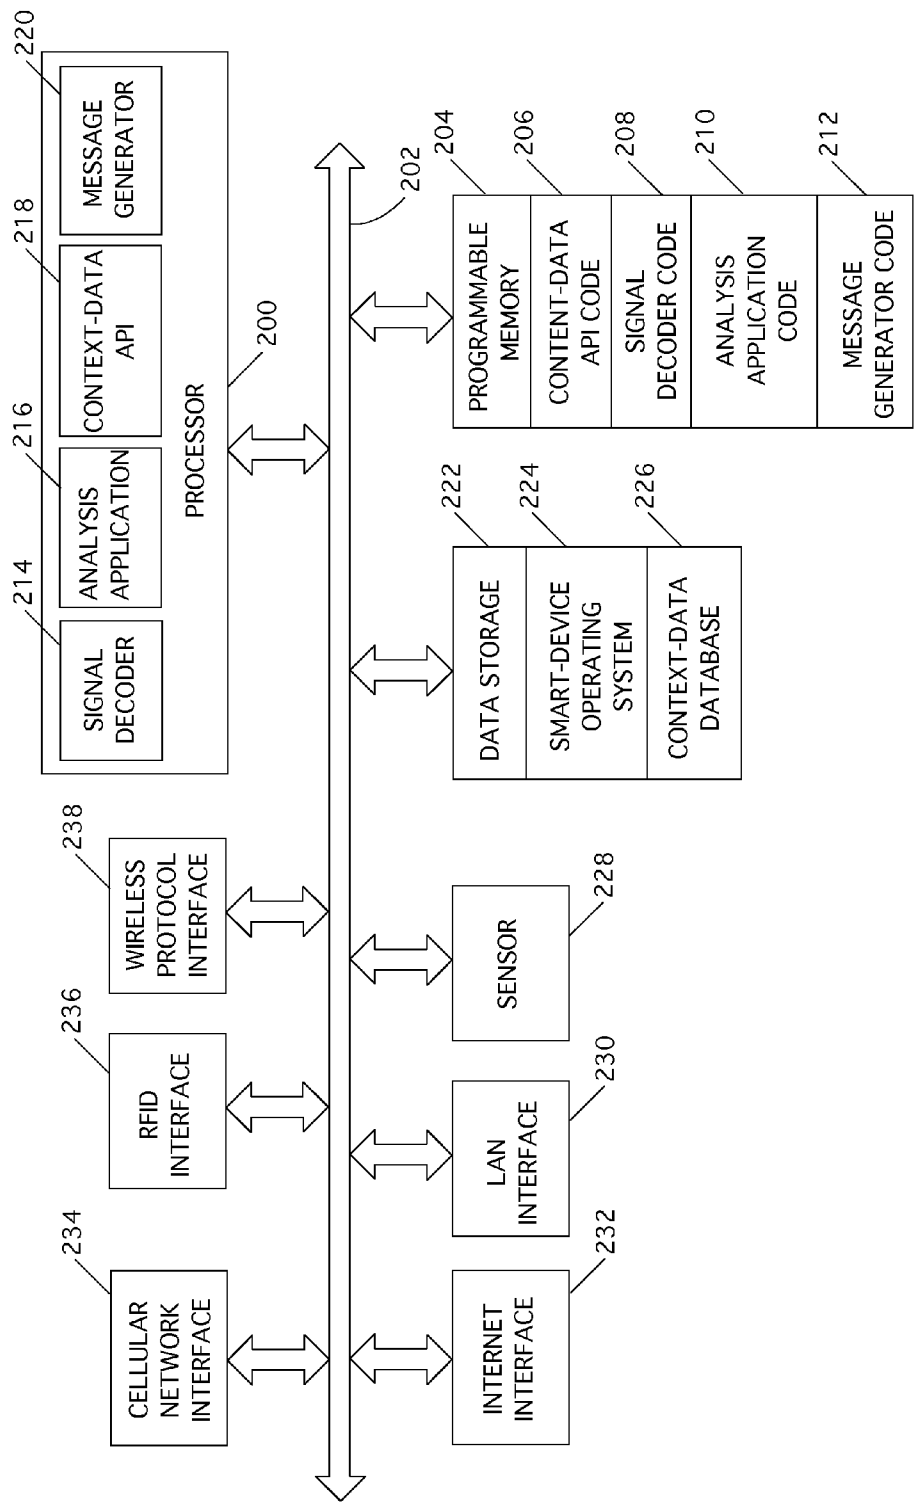 234
CELLULAR
NETWORK
INTERFACE
236
RFID
INTERFACE
238
WIRELESS
PROTOCOL
INTERFACE
214
SIGNAL
DECODER
216
ANALYSIS
APPLICATION
218
CONTEXT-DATA
API
220
MESSAGE
GENERATOR
PROCESSOR
200
202
INTERNET
INTERFACE
232
LAN
INTERFACE
230
SENSOR
228
222
DATA STORAGE
224
SMART-DEVICE
OPERATING
SYSTEM
226
CONTEXT-DATA
DATABASE
204
PROGRAMMABLE
MEMORY
206
CONTENT-DATA
API CODE
208
SIGNAL
DECODER CODE
210
ANALYSIS
APPLICATION
CODE
212
MESSAGE
GENERATOR CODE